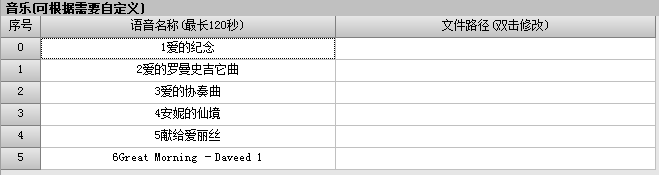 音乐(可根据需要自定义)
序号 语音名称(最长120秒) 文件路径(双击修改)
0 1爱的纪念
1 2爱的罗曼史吉它曲
2 3爱的协奏曲
3 4安妮的仙境
4 5献给爱丽丝
5 6Great Morning －Daveed 1